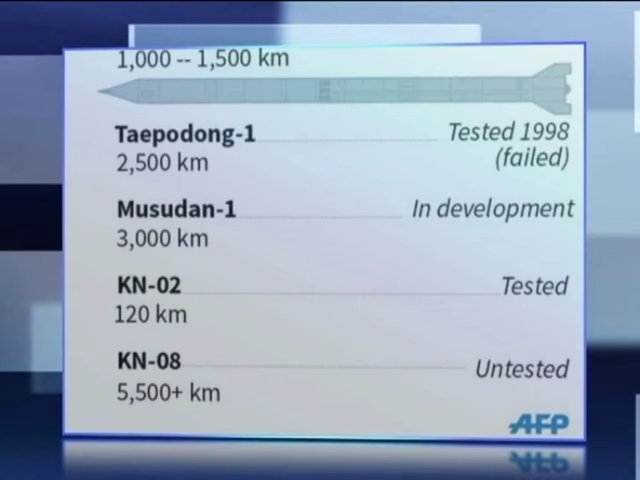 1,000 -- 1,500 km
Taepodong-1 Tested 1998
(failed)
2,500 km
Musudan-1 In development
3,000 km
KN-02 Tested
120 km
KN-08 Untested
5,500+ km
AFP